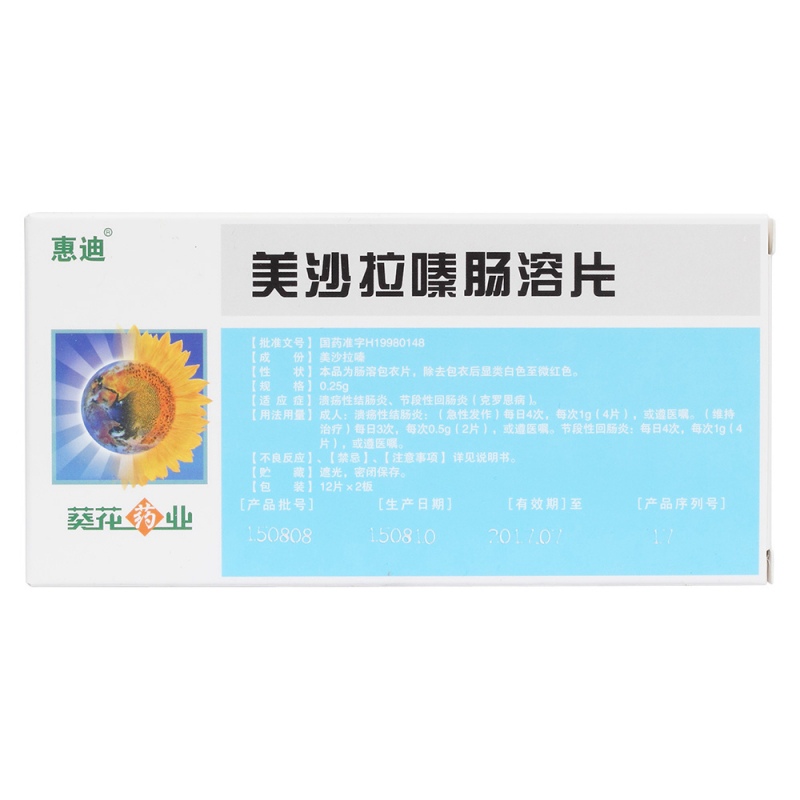 惠迪®
美沙拉嗪肠溶片
【批准文号】国药准字H19980148
【成 份】美沙拉嗪
【性 状】本品为肠溶包衣片，除去包衣后显类白色至微红色。
【规 格】0.25g
【适 应 症】溃疡性结肠炎、节段性回肠炎（克罗恩病）。
【用法用量】成人：溃疡性结肠炎：（急性发作）每日4次，每次1g（4片），或遵医嘱。（维持
治疗）每日3次，每次0.5g（2片），或遵医嘱。节段性回肠炎：每日4次，每次1g（4
片），或遵医嘱。
【不良反应】、【禁忌】、【注意事项】详见说明书。
【贮 藏】遮光，密闭保存。
【包 装】12片×2板
[产品批号] [生产日期] [有效期]至 [产品序列号]
150808 150810 2017.07 17
葵花药业